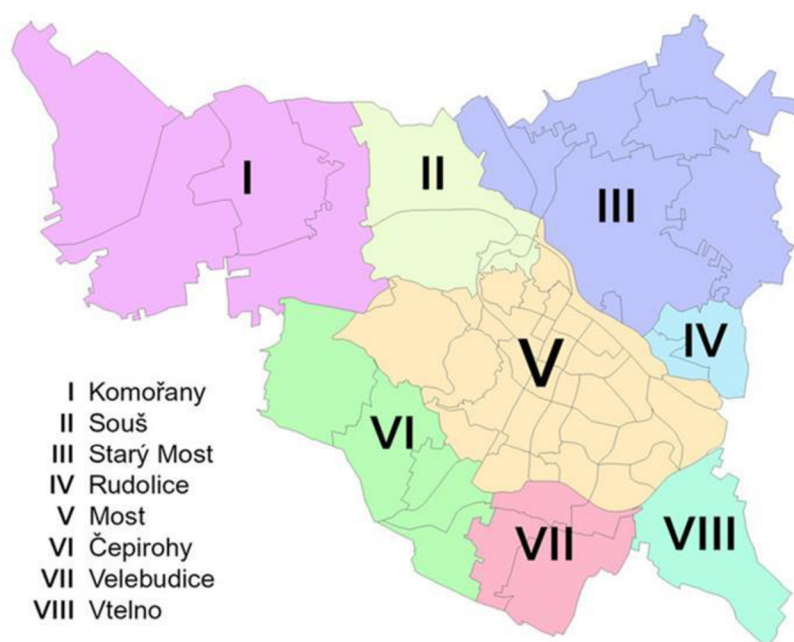 I
II
III
IV
V
VI
VII
VIII
I Komořany
II Souš
III Starý Most
IV Rudolice
V Most
VI Čepirohy
VII Velebudice
VIII Vtelno